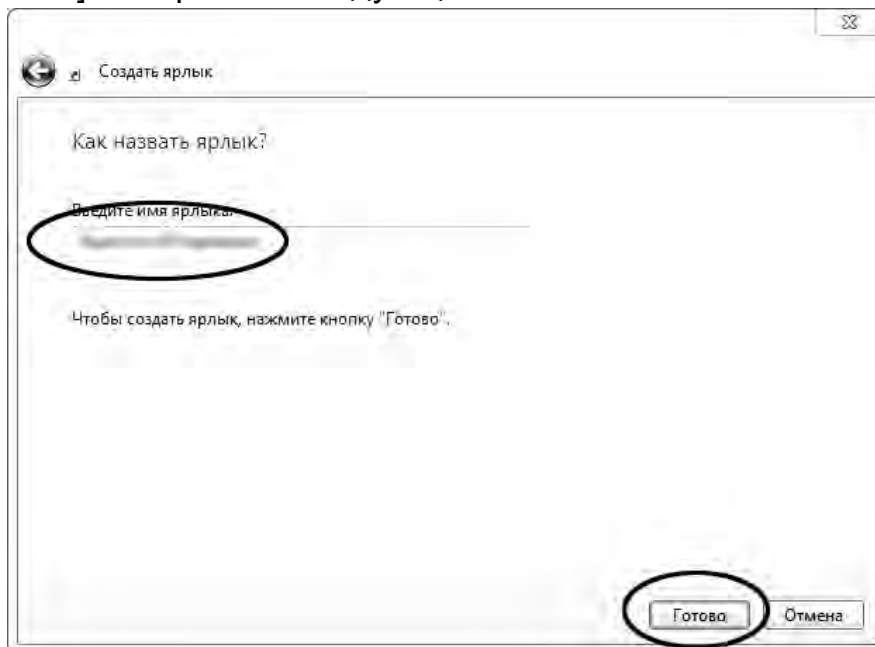 Создать ярлык
Как назвать ярлык?
Введите имя ярлыка:
Чтобы создать ярлык, нажмите кнопку "Готово".
Готово
Отмена